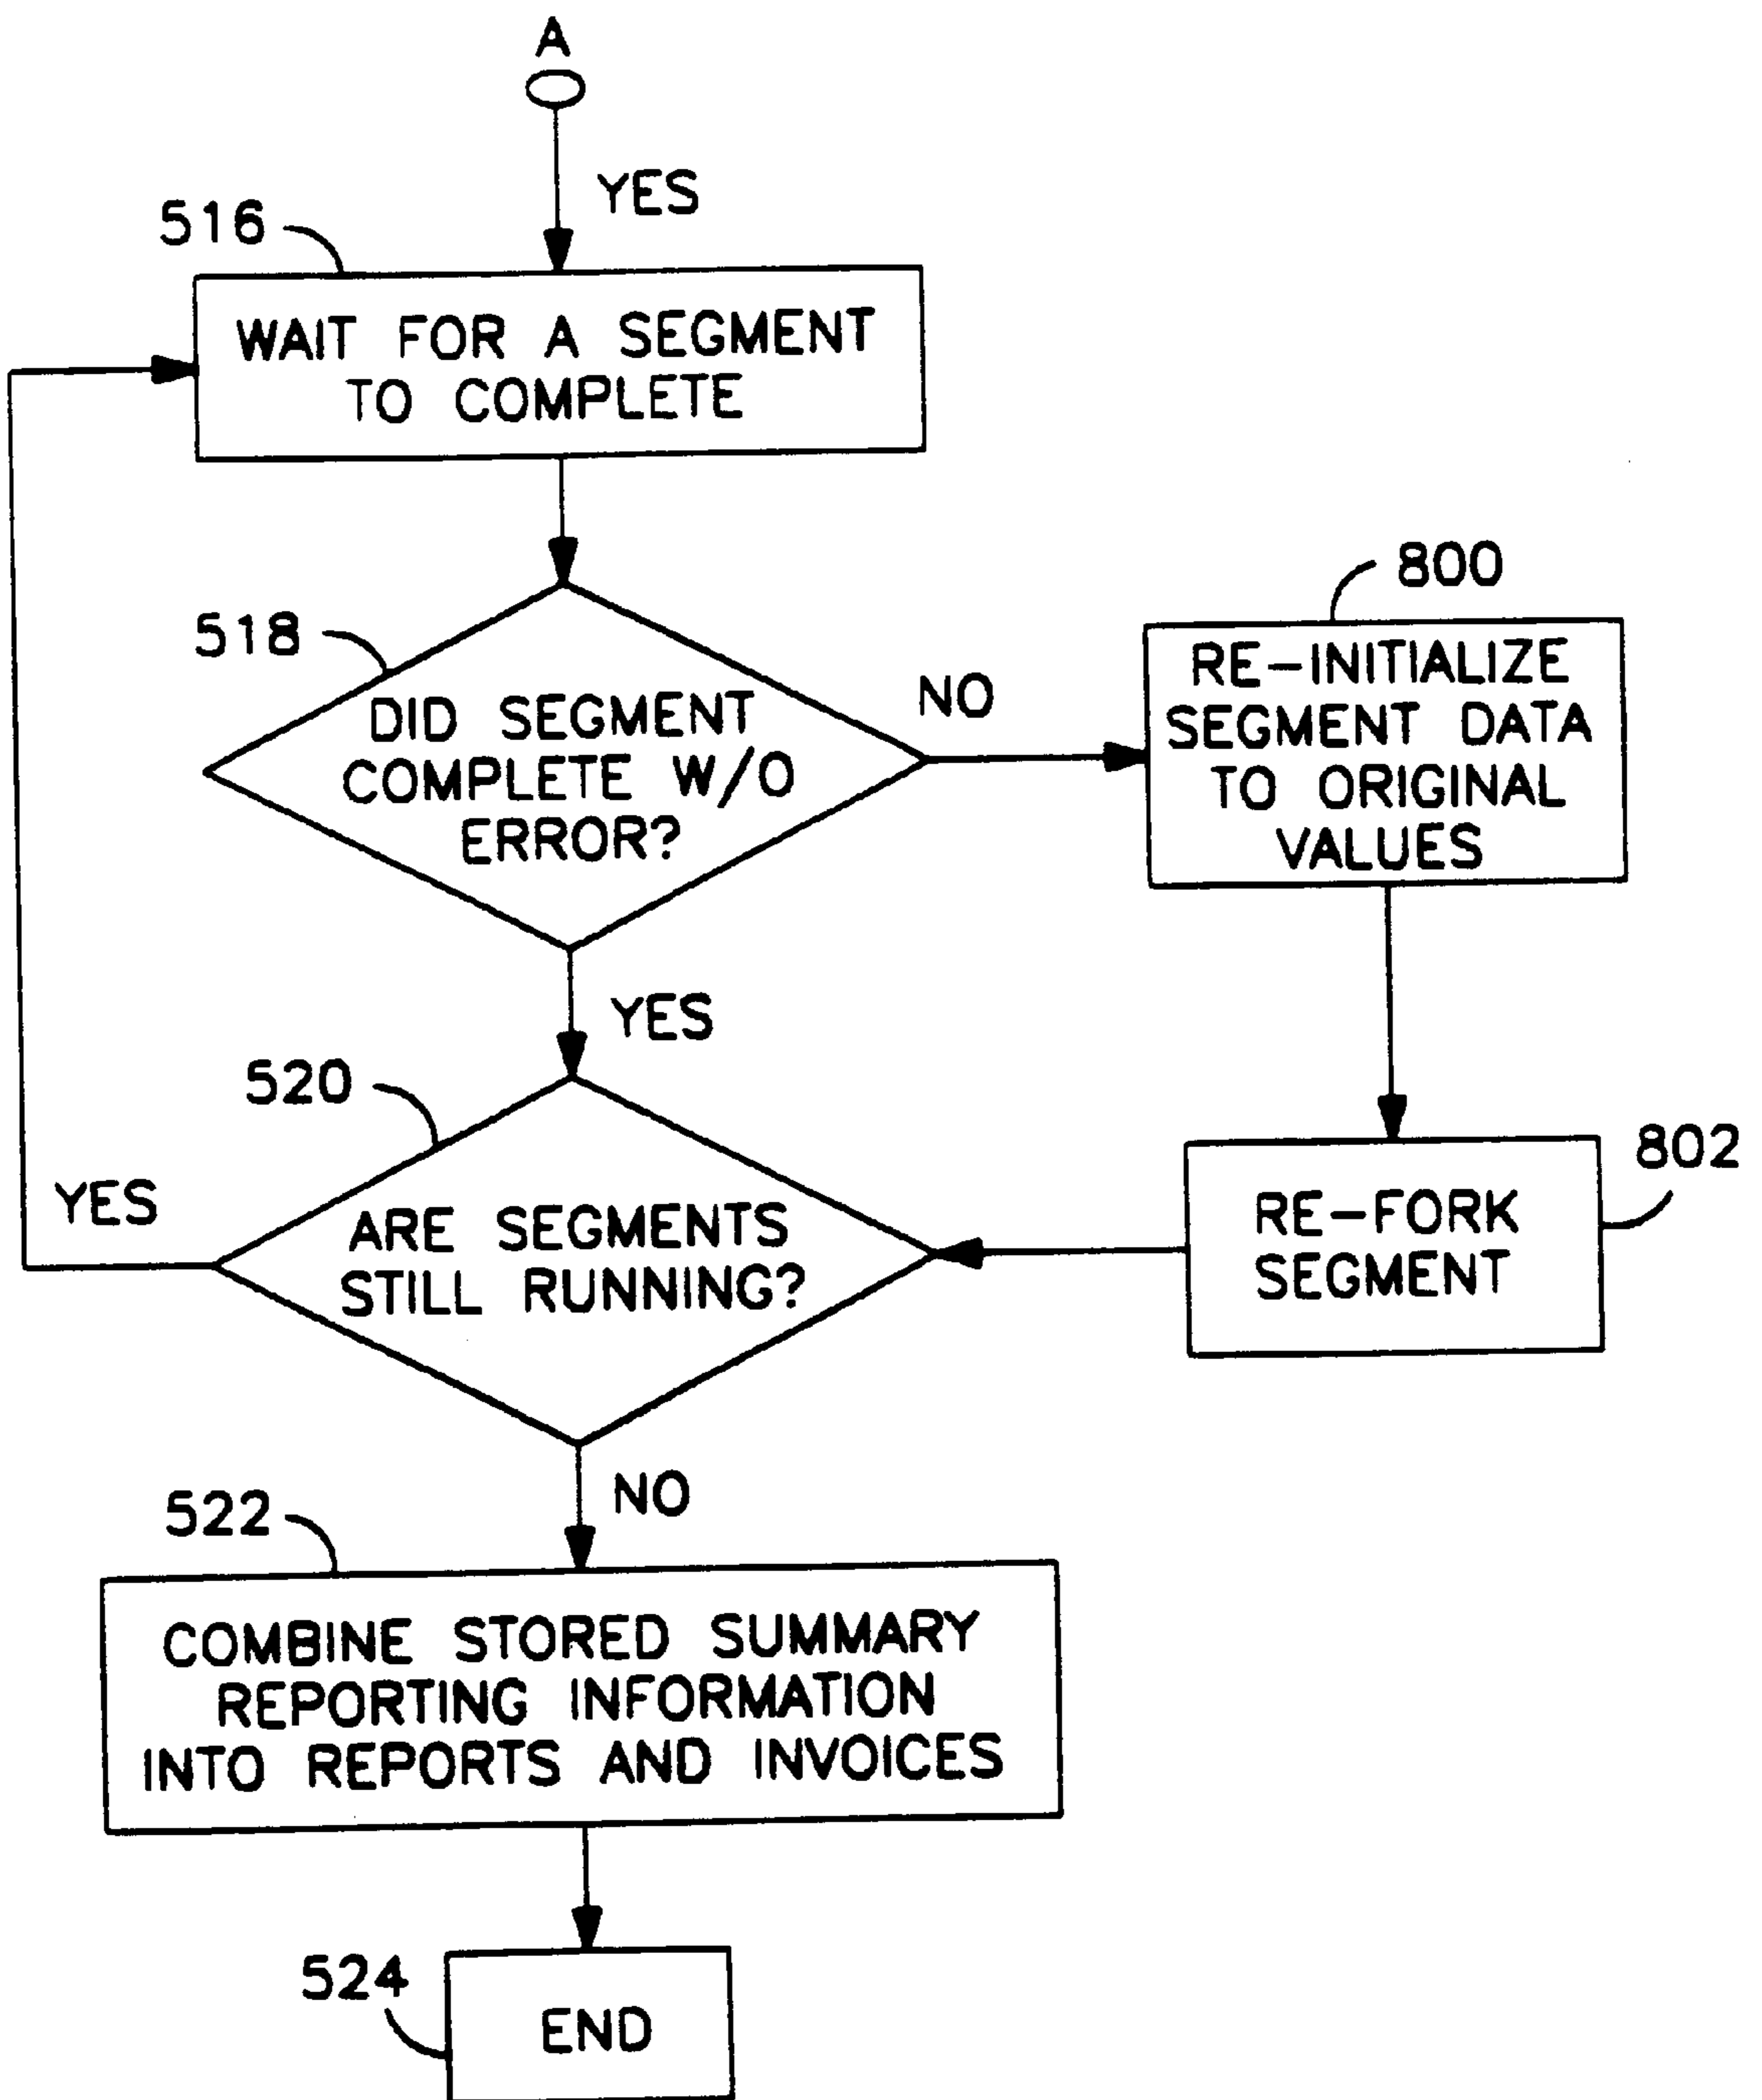 A
YES
516
WAIT FOR A SEGMENT
TO COMPLETE
518
DID SEGMENT
COMPLETE W/O
ERROR?
NO
800
RE-INITIALIZE
SEGMENT DATA
TO ORIGINAL
VALUES
YES
520
ARE SEGMENTS
STILL RUNNING?
YES
802
RE-FORK
SEGMENT
NO
522
COMBINE STORED SUMMARY
REPORTING INFORMATION
INTO REPORTS AND INVOICES
524
END